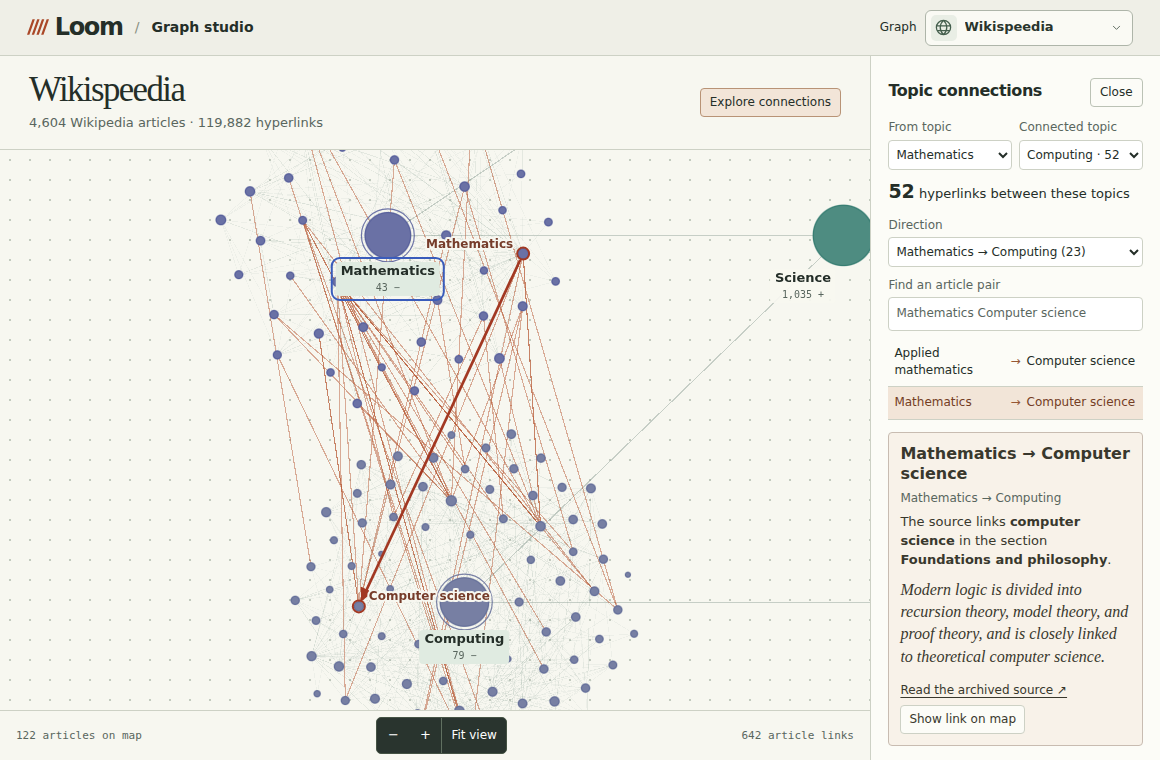 Loom / Graph studio
Graph
Wikispeedia
Wikispeedia
4,604 Wikipedia articles · 119,882 hyperlinks
Explore connections
Mathematics
Mathematics
43 −
Science
1,035 +
Computer science
Computing
79 −
122 articles on map
− + Fit view
642 article links
Topic connections
Close
From topic
Connected topic
Mathematics
Computing · 52
52 hyperlinks between these topics
Direction
Mathematics → Computing (23)
Find an article pair
Mathematics Computer science
Applied
mathematics
→ Computer science
Mathematics → Computer science
Mathematics → Computer
science
Mathematics → Computing
The source links computer
science in the section
Foundations and philosophy.
Modern logic is divided into
recursion theory, model theory, and
proof theory, and is closely linked
to theoretical computer science.
Read the archived source ↗
Show link on map